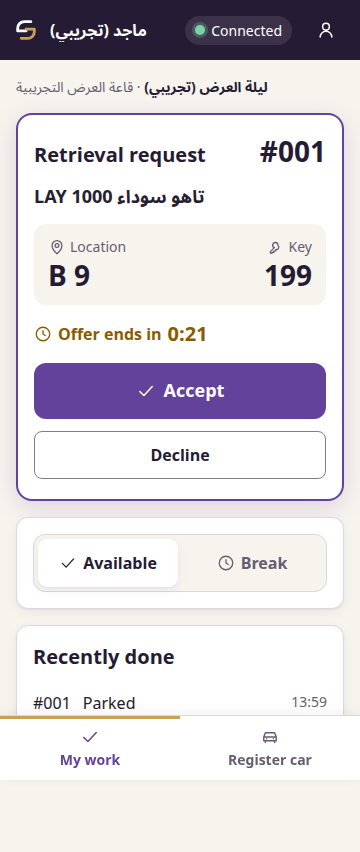 ماجد (تجريبي)
Connected
ليلة العرض (تجريبي) · قاعة العرض التجريبية
Retrieval request
#001
LAY 1000 تاهو سوداء
Location
Key
B 9
199
Offer ends in 0:21
Accept
Decline
Available
Break
Recently done
#001 Parked
13:59
My work
Register car